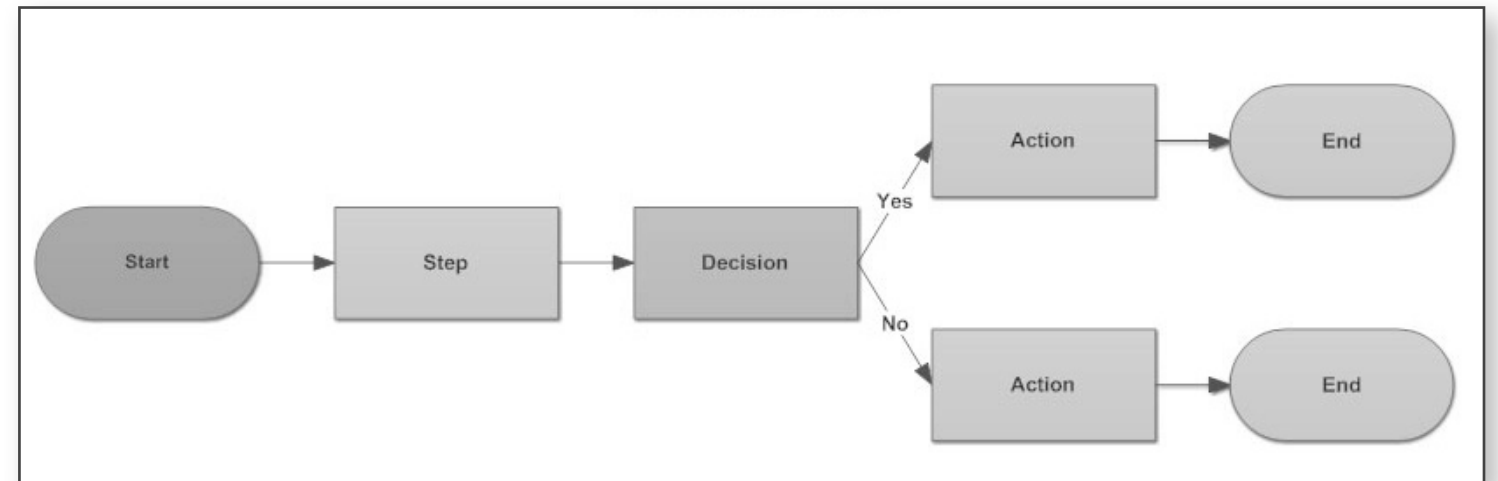 Start
Step
Decision
Yes
Action
End
No
Action
End